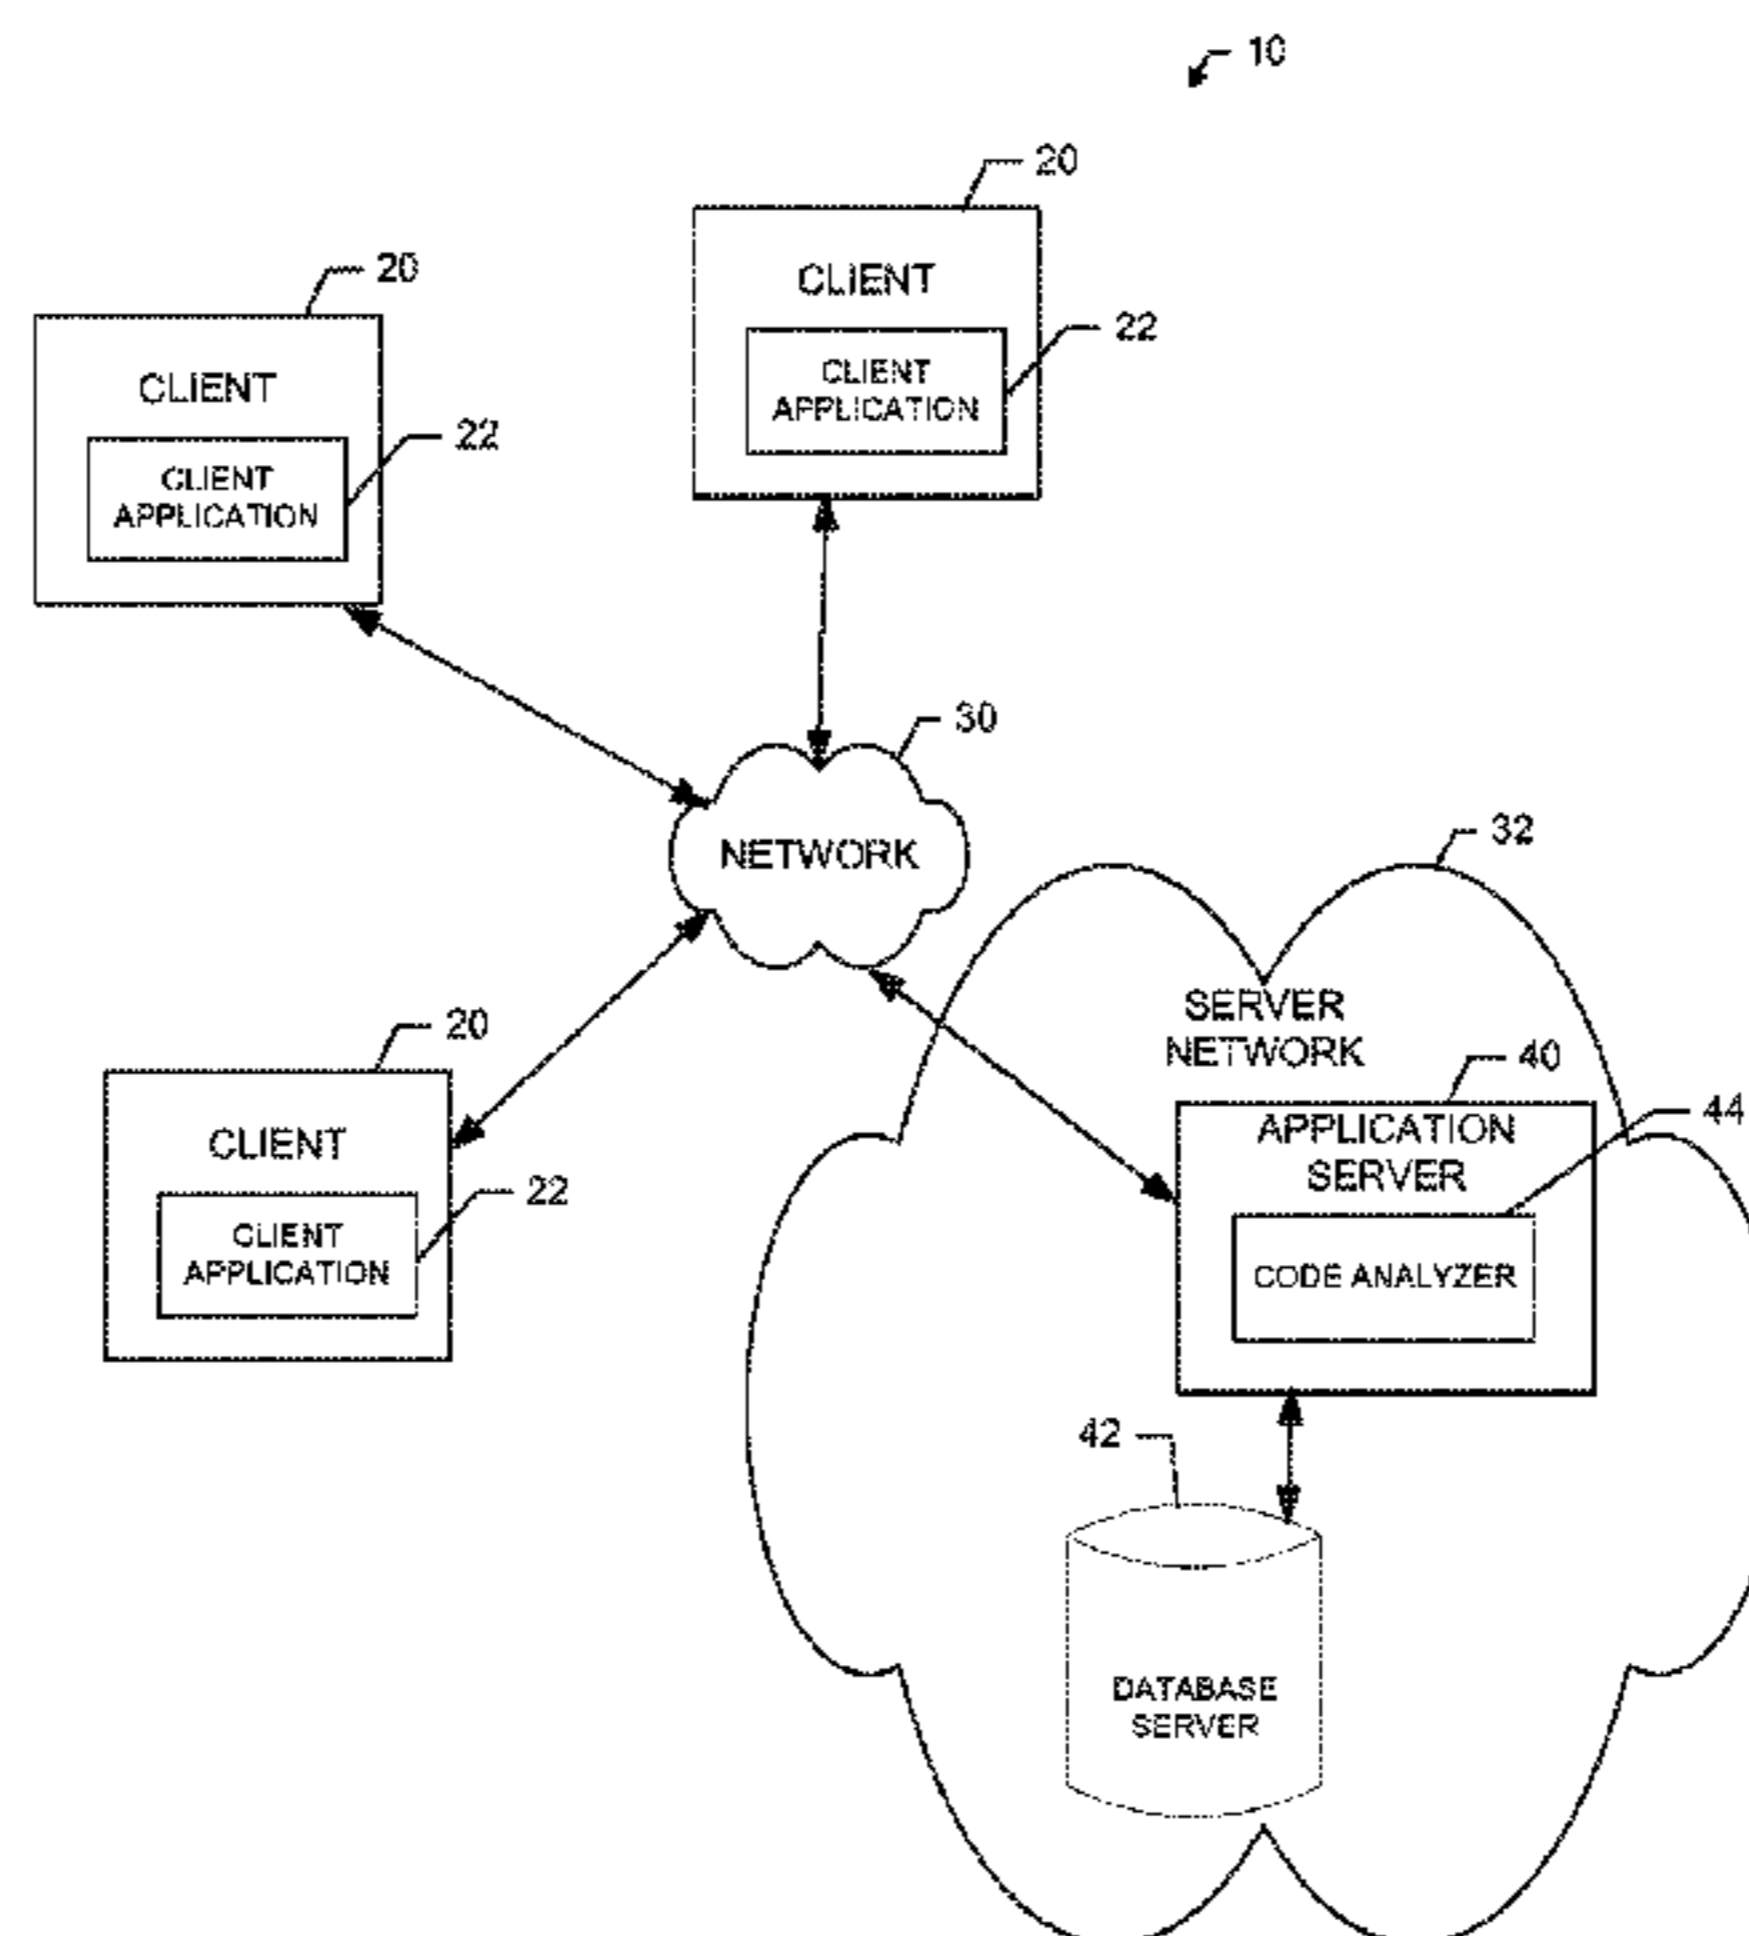 10
20
CLIENT
22
CLIENT
APPLICATION
20
CLIENT
22
CLIENT
APPLICATION
30
NETWORK
32
SERVER
NETWORK
20
CLIENT
22
CLIENT
APPLICATION
40
APPLICATION
SERVER
44
CODE ANALYZER
42
DATABASE
SERVER